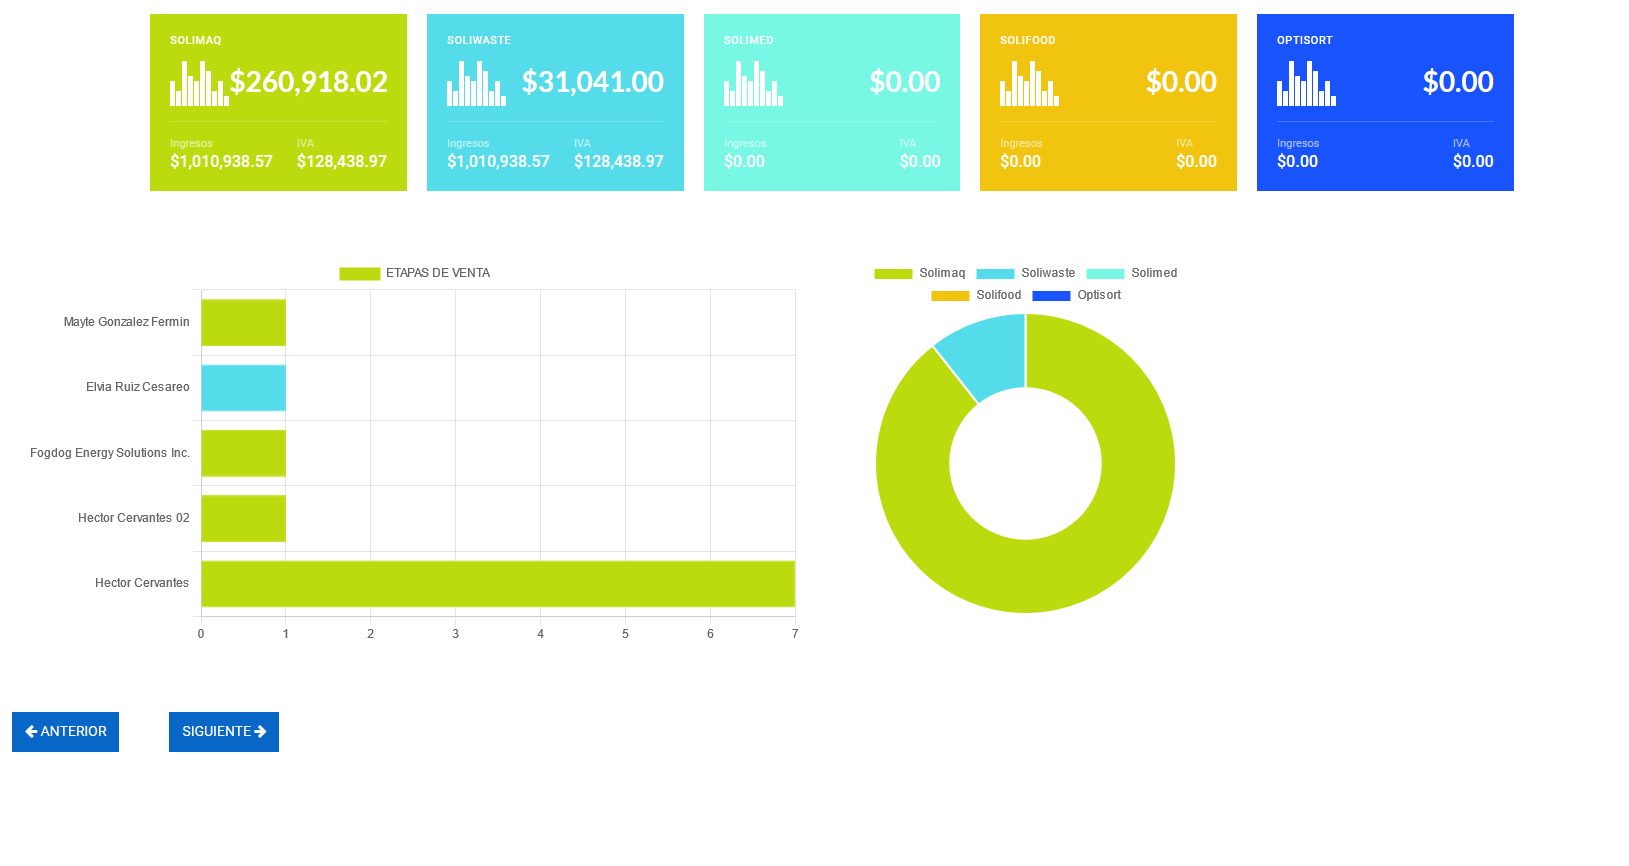 SOLIMAQ
$260,918.02
Ingresos IVA
$1,010,938.57 $128,438.97
SOLIWASTE
$31,041.00
Ingresos IVA
$1,010,938.57 $128,438.97
SOLIMED
$0.00
Ingresos IVA
$0.00 $0.00
SOLIFOOD
$0.00
Ingresos IVA
$0.00 $0.00
OPTISORT
$0.00
Ingresos IVA
$0.00 $0.00
ETAPAS DE VENTA
Mayte Gonzalez Fermin
Elvia Ruiz Cesareo
Fogdog Energy Solutions Inc.
Hector Cervantes 02
Hector Cervantes
0 1 2 3 4 5 6 7
Solimaq Soliwaste Solimed
Solifood Optisort
ANTERIOR SIGUIENTE